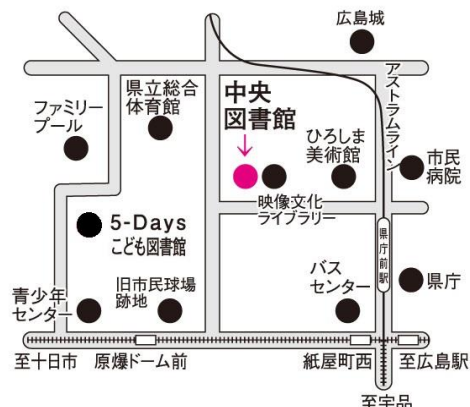 広島城
アストラムライン
県立総合
体育館
中央
図書館
ファミリー
プール
ひろしま
美術館
市民
病院
映像文化
ライブラリー
5-Days
こども図書館
県庁前駅
バス
センター
県庁
青少年
センター
旧市民球場
跡地
至十日市
原爆ドーム前
紙屋町西
至広島駅
至宇品